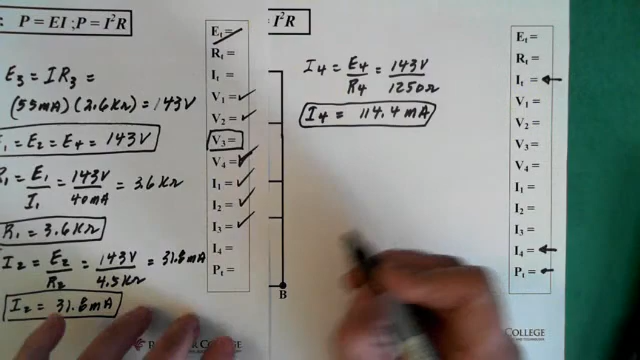 : P = EI ; P = I²R
I²R
E₃ = IR₃ =
(55mA)(2.6KΩ) = 143V
= E₂ = E₄ = 143V
= E₁/I₁ = 143V/40mA = 3.6KΩ
R₁ = 3.6KΩ
I₂ = E₂/R₂ = 143V/4.5KΩ = 31.8mA
I₂ = 31.8mA
Eₜ =
Rₜ =
Iₜ =
V₁ =
V₂ =
V₃ =
V₄ =
I₁ =
I₂ =
I₃ =
I₄ =
Pₜ =
B
I₄ = E₄/R₄ = 143V/1250Ω
I₄ = 114.4 mA
Eₜ =
Rₜ =
Iₜ =
V₁ =
V₂ =
V₃ =
V₄ =
I₁ =
I₂ =
I₃ =
I₄ =
Pₜ =
COLLEGE